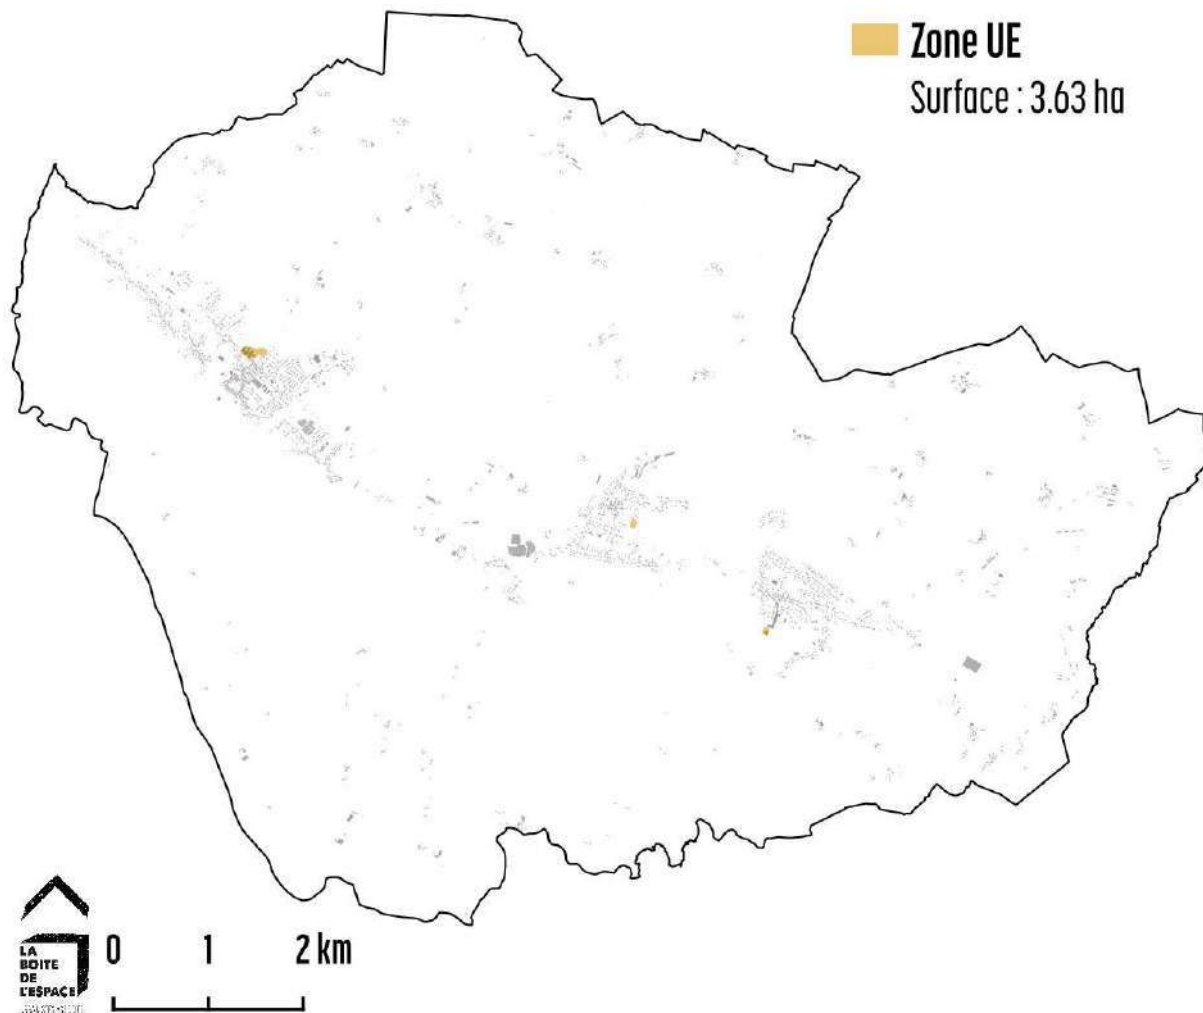 Zone UE
Surface : 3.63 ha
LA
BOITE
DE
L'ESPACE
0 1 2 km